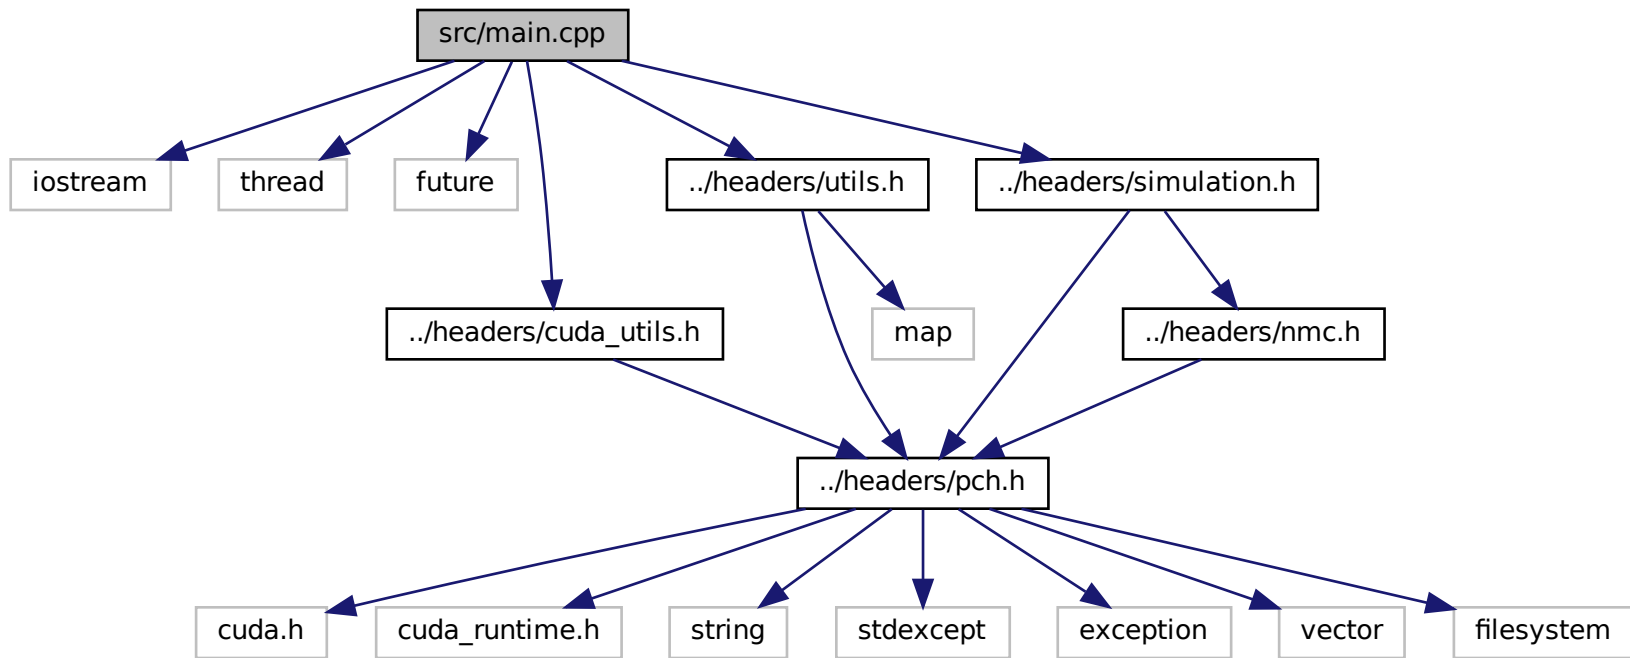 src/main.cpp
iostream
thread
future
../headers/utils.h
../headers/simulation.h
../headers/cuda_utils.h
map
../headers/nmc.h
../headers/pch.h
cuda.h
cuda_runtime.h
string
stdexcept
exception
vector
filesystem